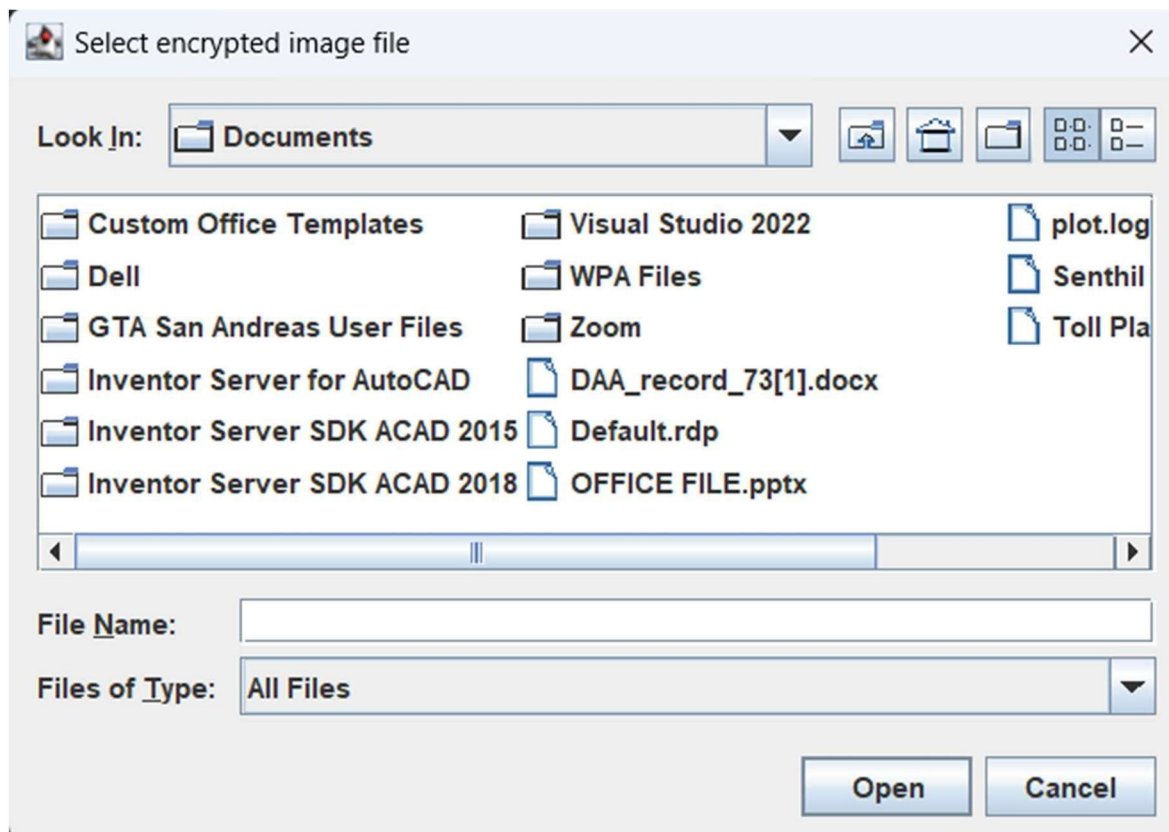 Select encrypted image file
Look In: Documents
Custom Office Templates
Dell
GTA San Andreas User Files
Inventor Server for AutoCAD
Inventor Server SDK ACAD 2015
Inventor Server SDK ACAD 2018
Visual Studio 2022
WPA Files
Zoom
DAA_record_73[1].docx
Default.rdp
OFFICE FILE.pptx
plot.log
Senthil
Toll Pla
File Name:
Files of Type: All Files
Open Cancel